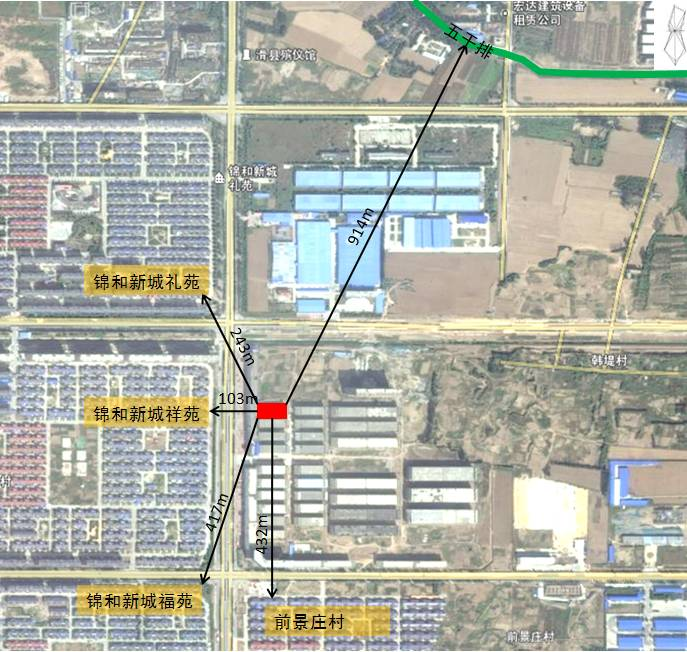 宏达建筑设备
租赁公司
五干排
滑县殡仪馆
锦和新城
礼苑
914m
锦和新城礼苑
243m
韩堤村
103m
锦和新城祥苑
村
417m
432m
锦和新城福苑
前景庄村
前景庄村